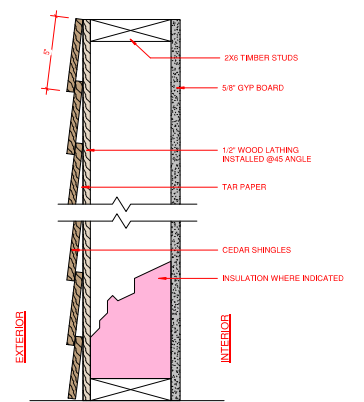 5"
2X6 TIMBER STUDS
5/8" GYP BOARD
1/2" WOOD LATHING
INSTALLED @45 ANGLE
TAR PAPER
CEDAR SHINGLES
INSULATION WHERE INDICATED
EXTERIOR
INTERIOR